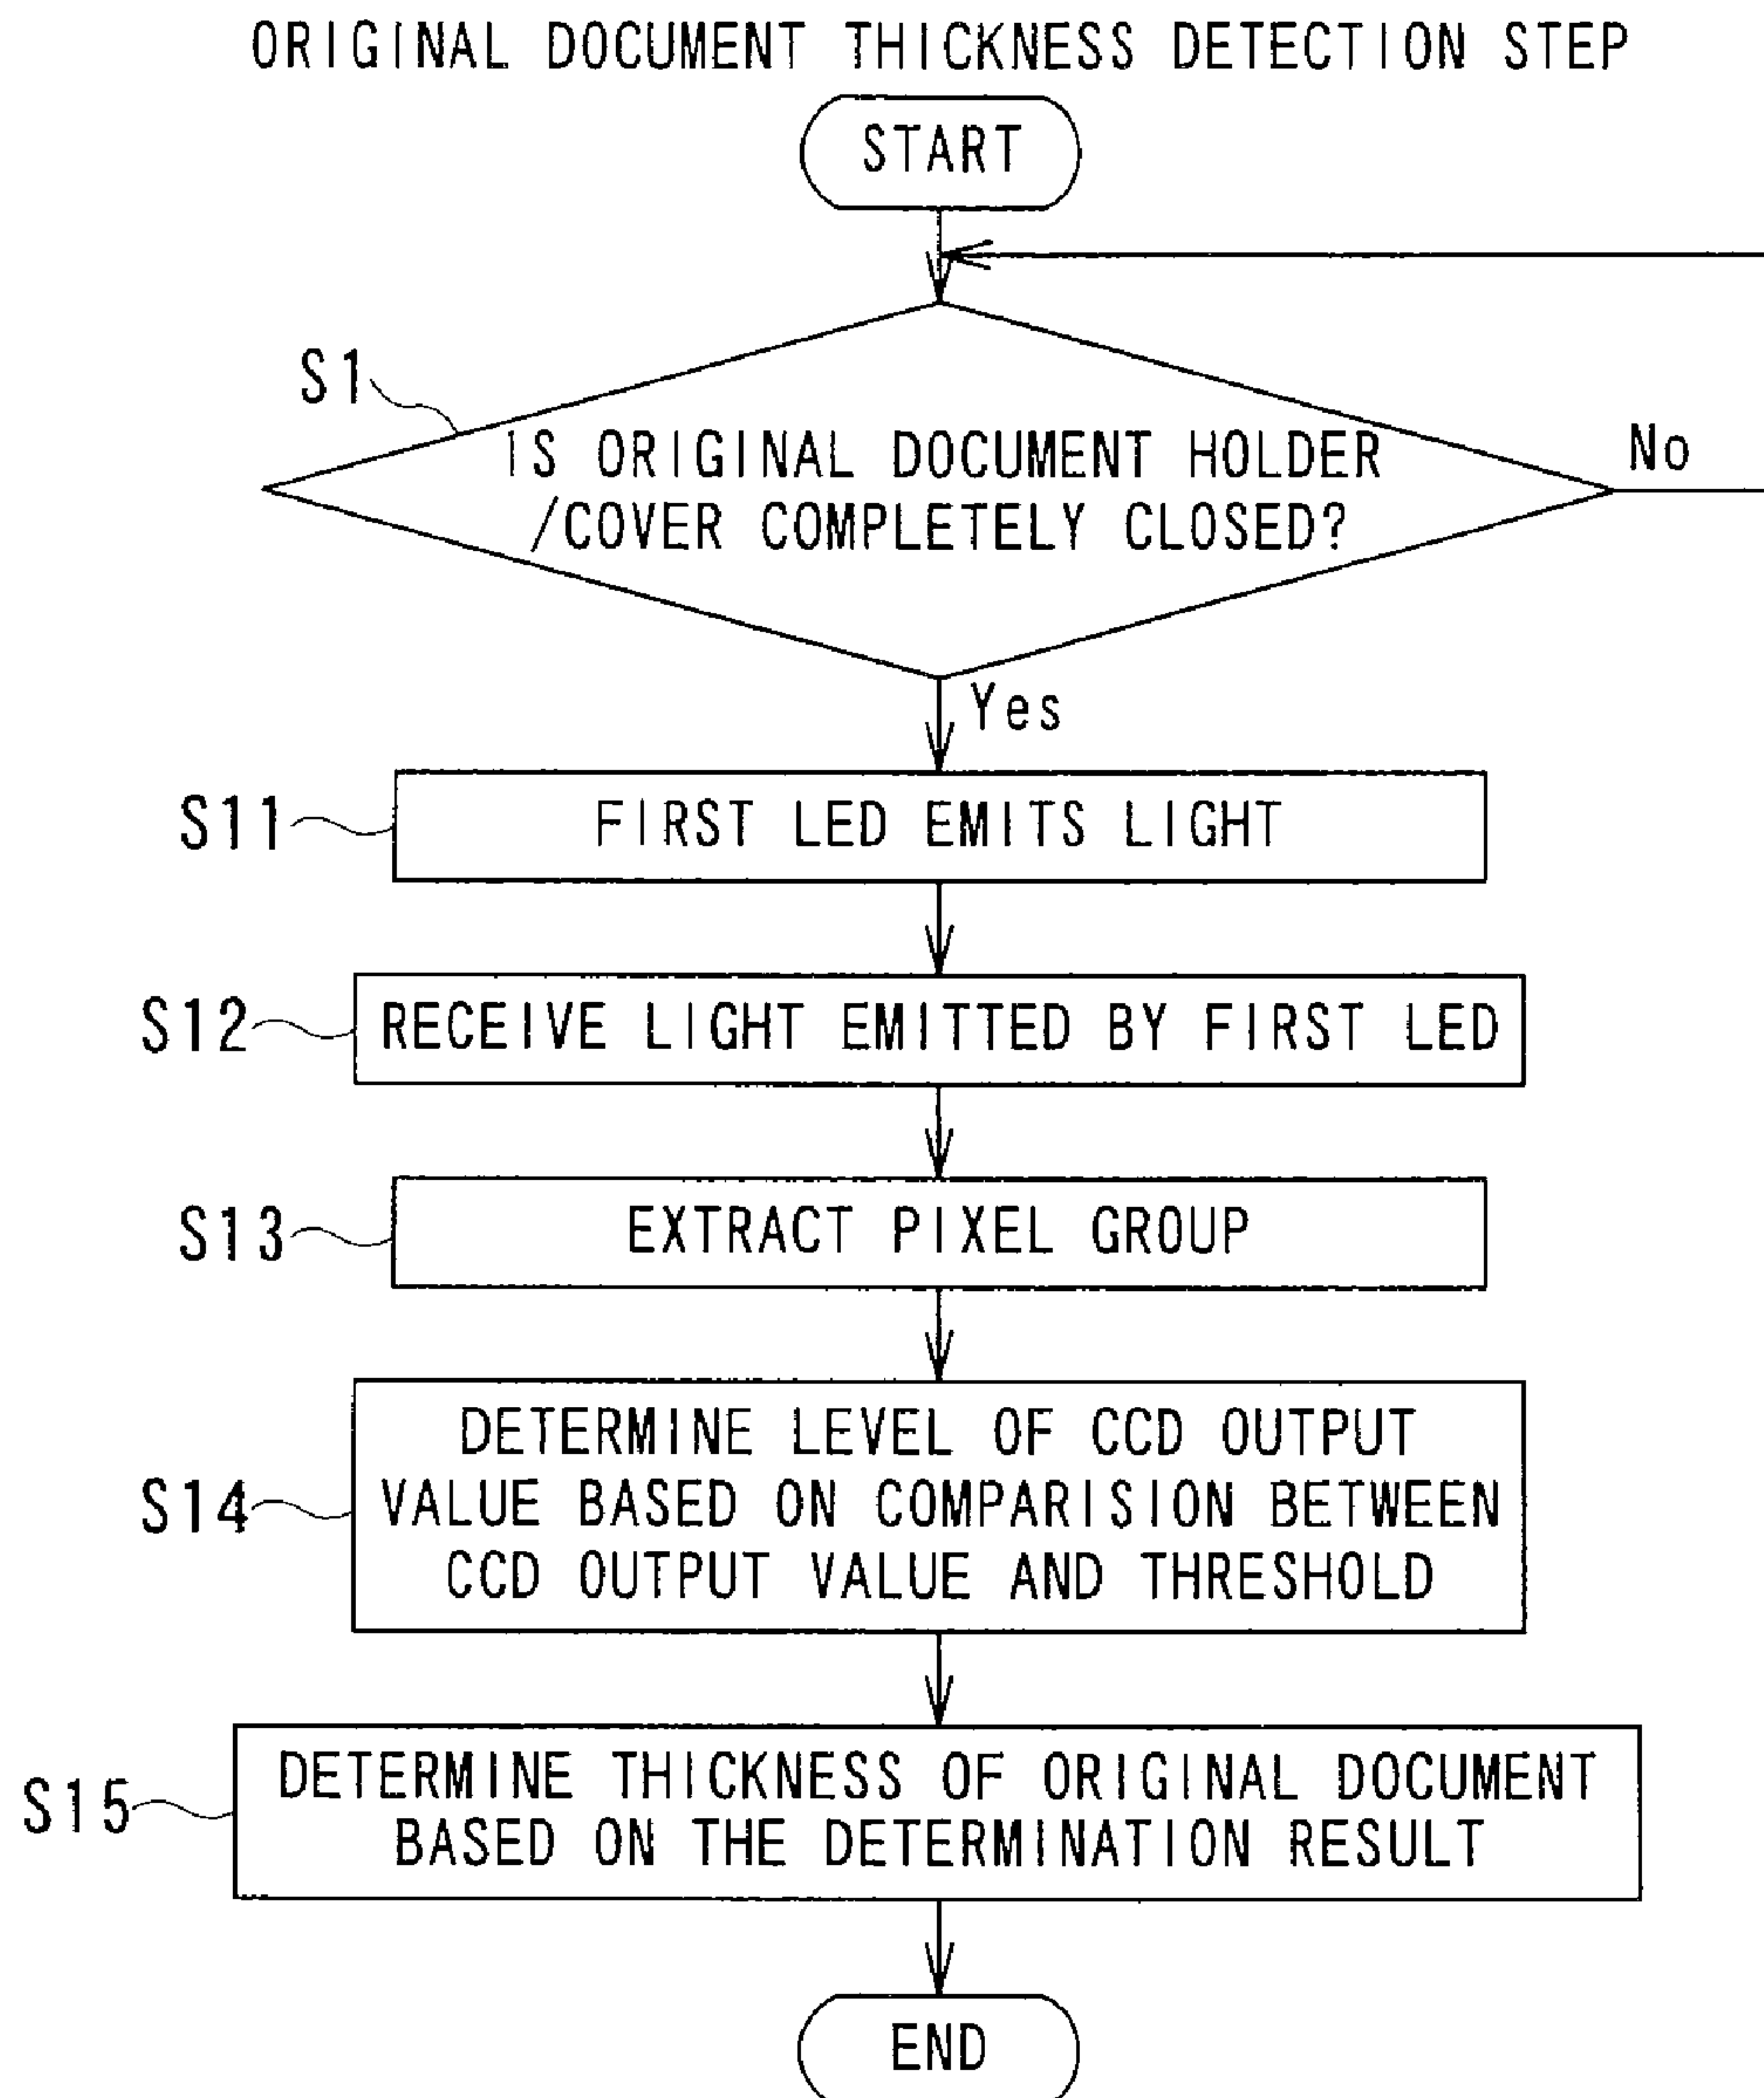 ORIGINAL DOCUMENT THICKNESS DETECTION STEP
START
S1
IS ORIGINAL DOCUMENT HOLDER
/COVER COMPLETELY CLOSED?
No
Yes
S11
FIRST LED EMITS LIGHT
S12
RECEIVE LIGHT EMITTED BY FIRST LED
S13
EXTRACT PIXEL GROUP
S14
DETERMINE LEVEL OF CCD OUTPUT
VALUE BASED ON COMPARISION BETWEEN
CCD OUTPUT VALUE AND THRESHOLD
S15
DETERMINE THICKNESS OF ORIGINAL DOCUMENT
BASED ON THE DETERMINATION RESULT
END